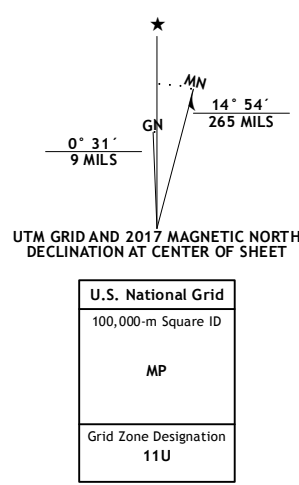 ★
MN
GN
14° 54´
265 MILS
0° 31´
9 MILS
UTM GRID AND 2017 MAGNETIC NORTH
DECLINATION AT CENTER OF SHEET
U.S. National Grid
100,000-m Square ID
MP
Grid Zone Designation
11U